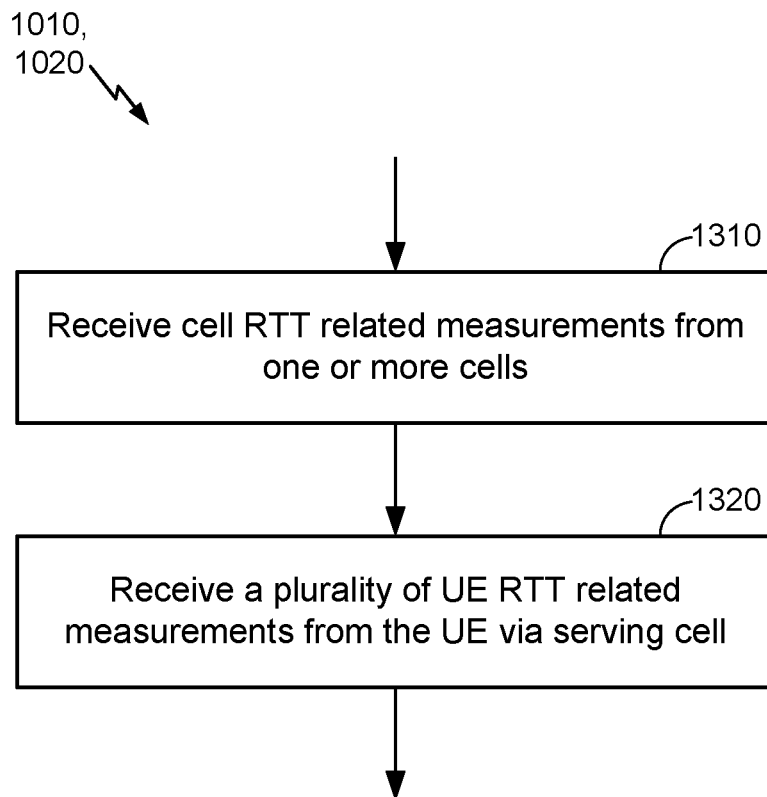 1010,
1020
1310
Receive cell RTT related measurements from
one or more cells
1320
Receive a plurality of UE RTT related
measurements from the UE via serving cell